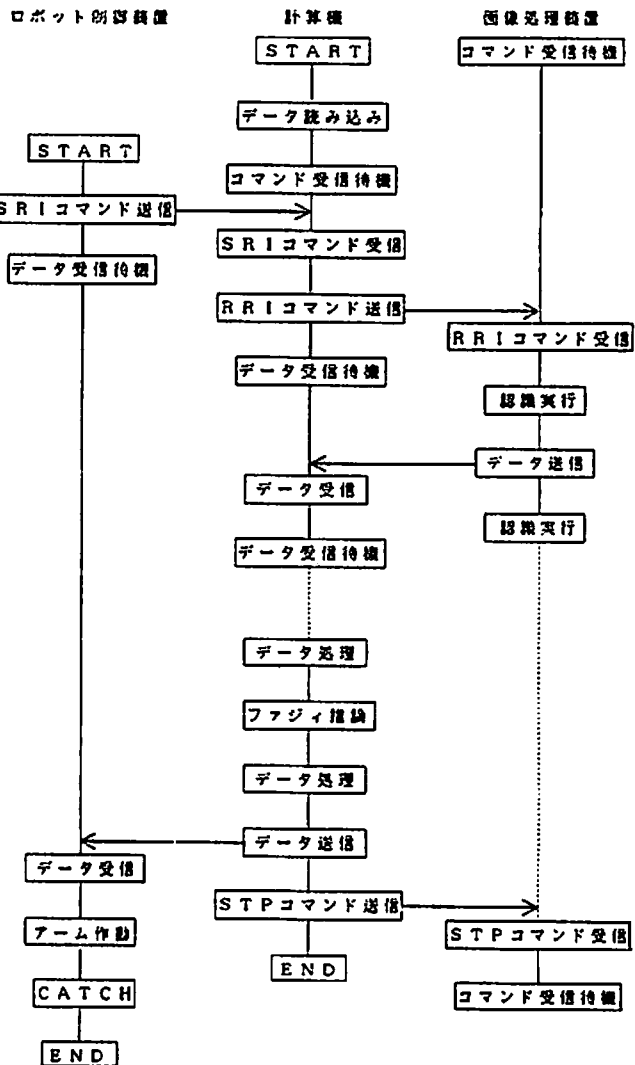 ロボット制御装置
計算機
画像処理装置
START
コマンド受信待機
データ読み込み
START
コマンド受信待機
SRIコマンド送信
SRIコマンド受信
データ受信待機
RRIコマンド送信
RRIコマンド受信
データ受信待機
認識実行
データ送信
データ受信
認識実行
データ受信待機
データ処理
ファジィ推論
データ処理
データ送信
データ受信
STPコマンド送信
アーム作動
STPコマンド受信
END
CATCH
コマンド受信待機
END